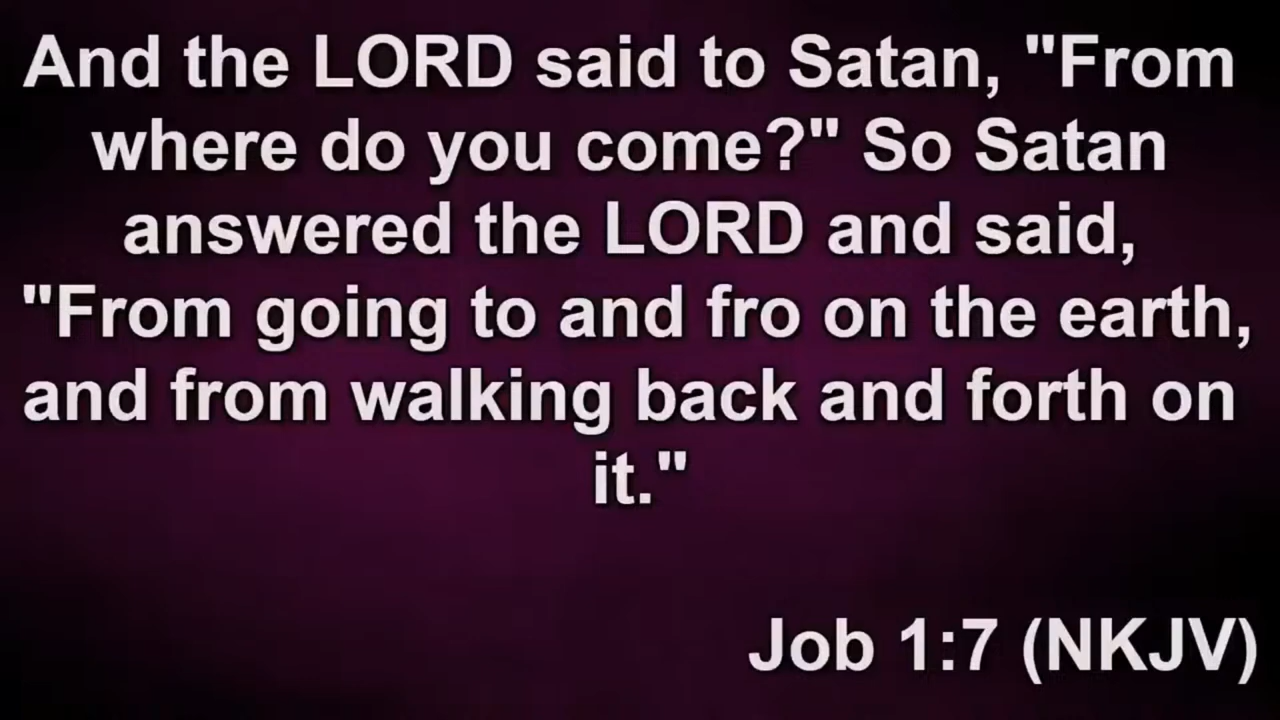 And the LORD said to Satan, "From
where do you come?" So Satan
answered the LORD and said,
"From going to and fro on the earth,
and from walking back and forth on
it."
Job 1:7 (NKJV)